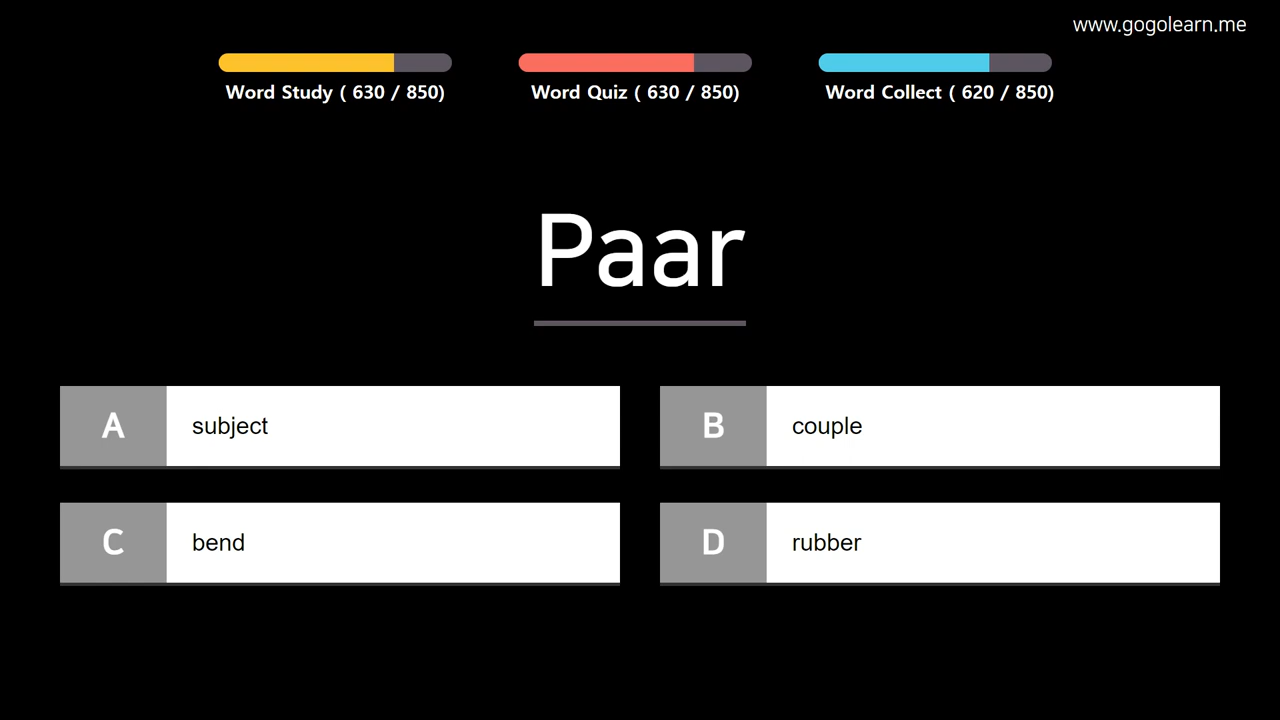 www.gogolearn.me
Word Study ( 630 / 850)
Word Quiz ( 630 / 850)
Word Collect ( 620 / 850)
Paar
A subject
B couple
C bend
D rubber